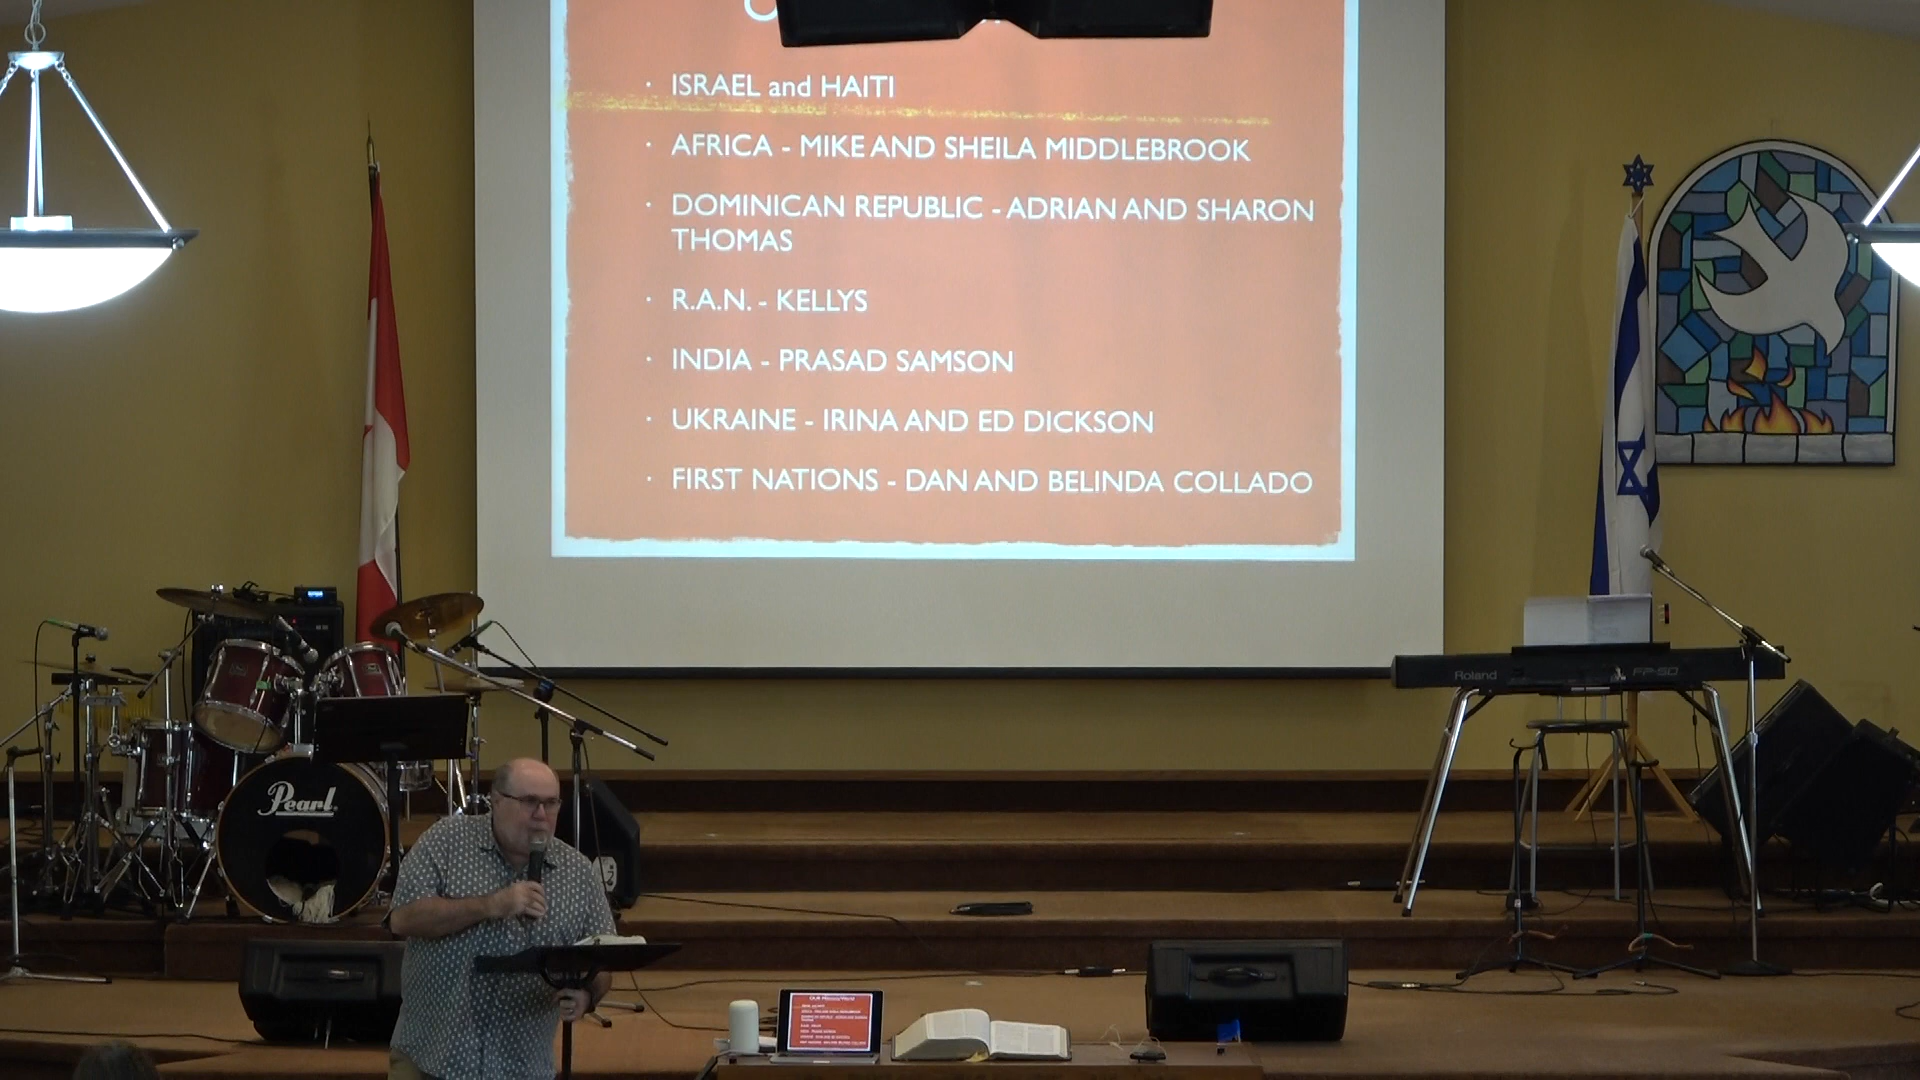 · ISRAEL and HAITI
· AFRICA - MIKE AND SHEILA MIDDLEBROOK
· DOMINICAN REPUBLIC - ADRIAN AND SHARON
THOMAS
· R.A.N. - KELLYS
· INDIA - PRASAD SAMSON
· UKRAINE - IRINA AND ED DICKSON
· FIRST NATIONS - DAN AND BELINDA COLLADO
Roland FP-50
Pearl